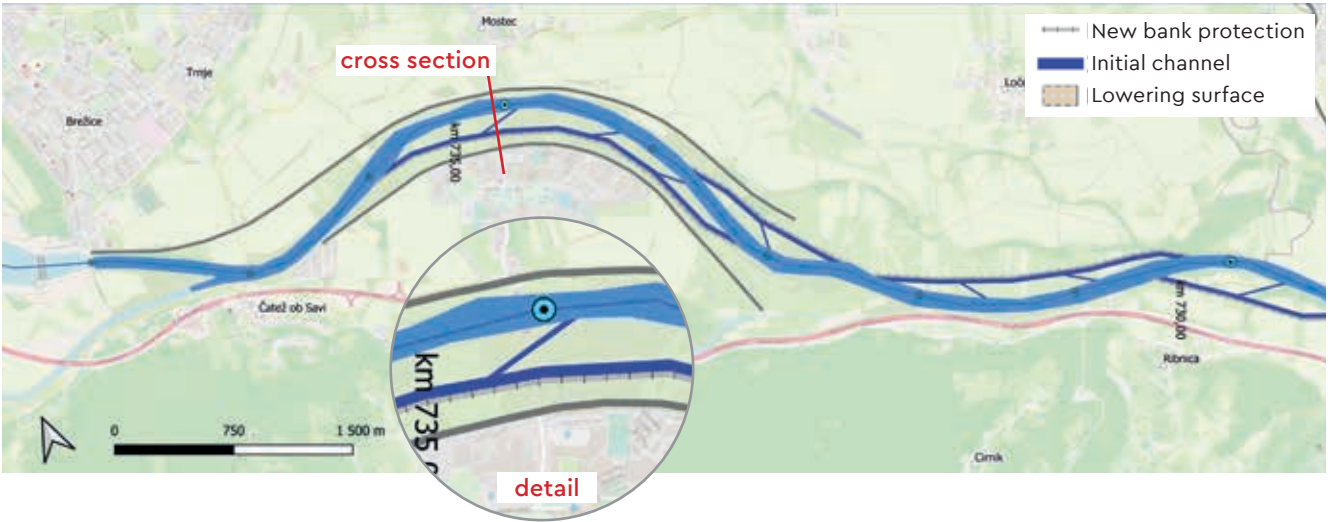 Mostec
New bank protection
Initial channel
Lowering surface
cross section
Trnje
Brežice
km 735,00
Čatež ob Savi
km 730,00
Ribnica
km 735
0 750 1 500 m
Cirnik
detail